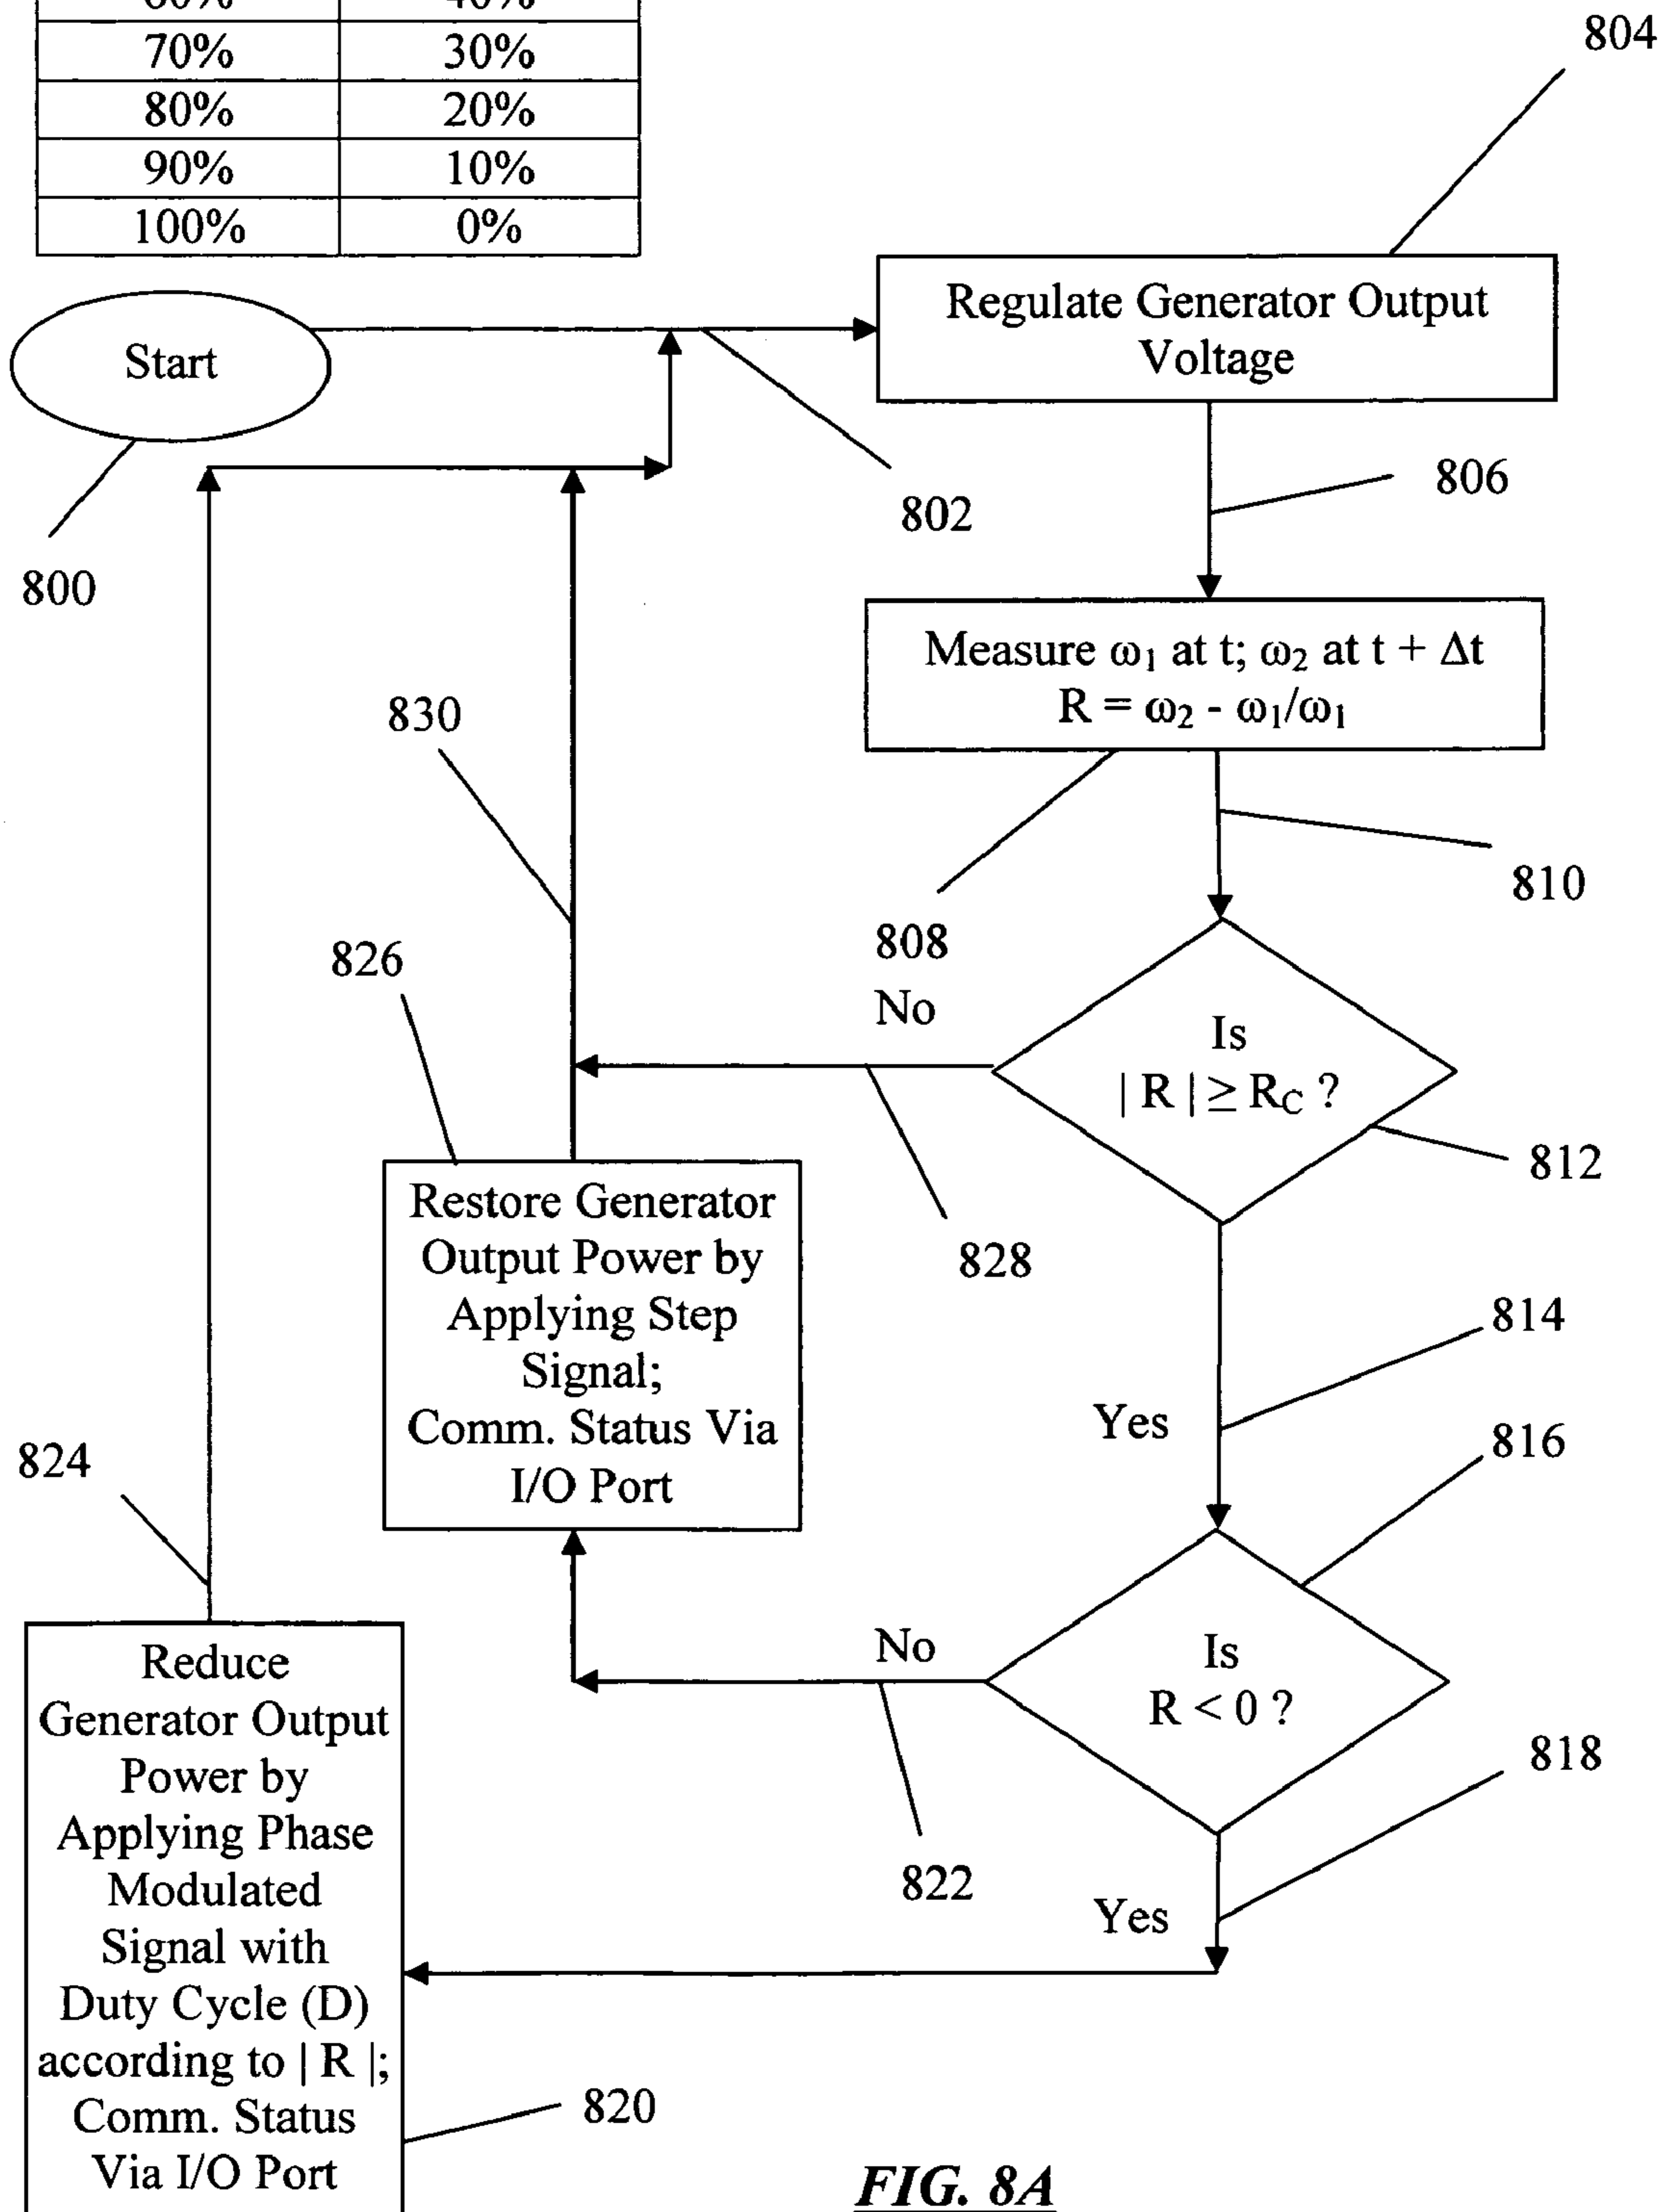 70% 30%
80% 20%
90% 10%
100% 0%
804
Start
Regulate Generator Output
Voltage
806
802
800
Measure ω1 at t; ω2 at t + Δt
R = ω2 - ω1/ω1
830
810
808
826
No
Is
| R | ≥ RC ?
812
Restore Generator
Output Power by
Applying Step
Signal;
Comm. Status Via
I/O Port
828
814
Yes
816
824
Reduce
Generator Output
Power by
Applying Phase
Modulated
Signal with
Duty Cycle (D)
according to | R |;
Comm. Status
Via I/O Port
No
Is
R < 0 ?
818
822
Yes
820
FIG. 8A